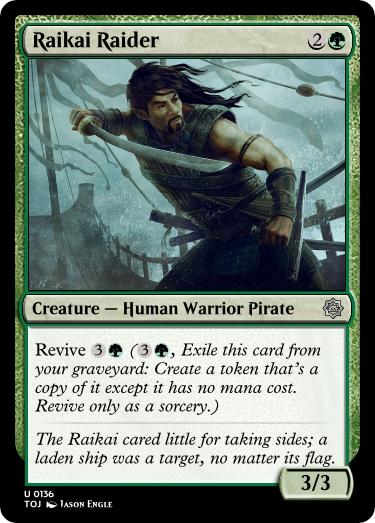 Raikai Raider 2
Creature — Human Warrior Pirate
Revive 3 (3, Exile this card from
your graveyard: Create a token that's a
copy of it except it has no mana cost.
Revive only as a sorcery.)
The Raikai cared little for taking sides; a
laden ship was a target, no matter its flag.
3/3
U 0136
TOJ Jason Engle